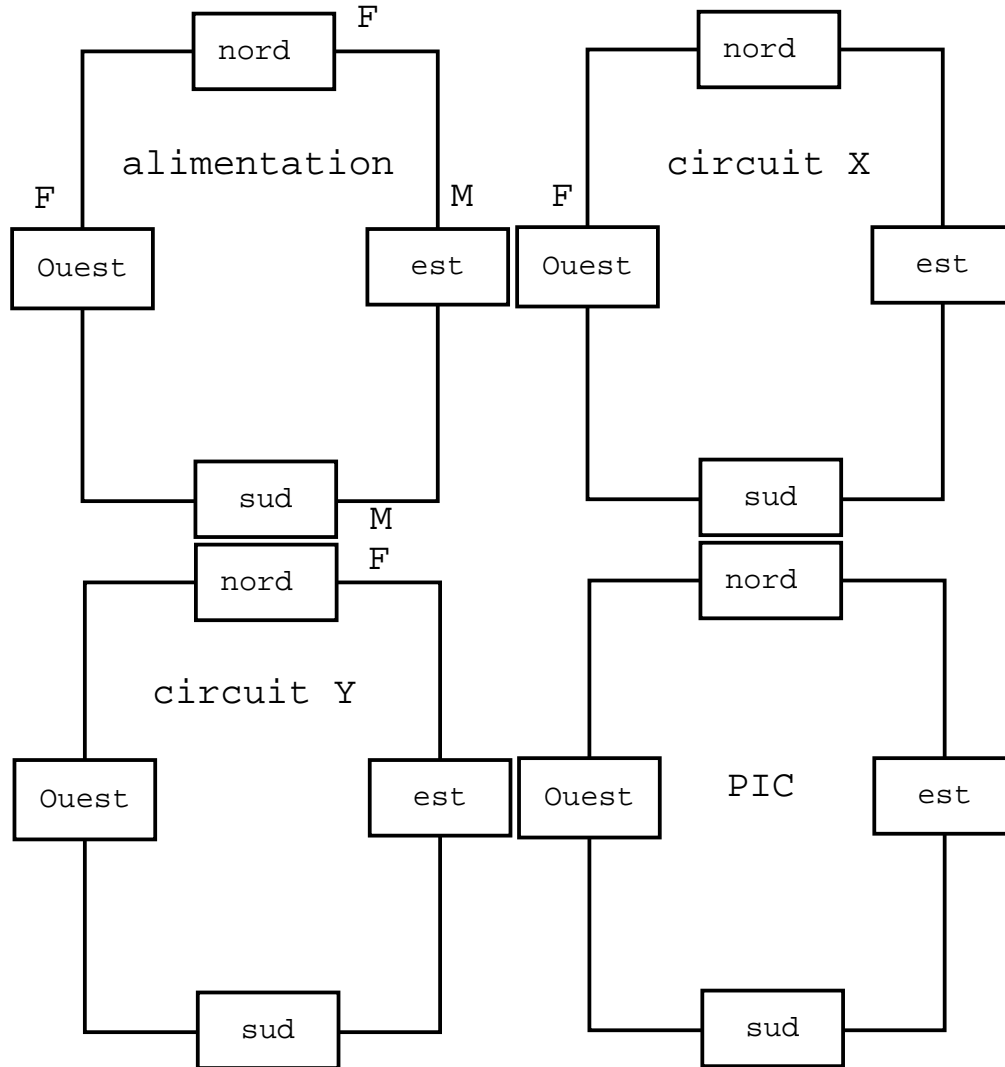 F
nord
nord
alimentation
circuit X
F
M
F
Ouest
est
Ouest
est
sud
sud
M
F
nord
nord
circuit Y
Ouest
est
Ouest
PIC
est
sud
sud